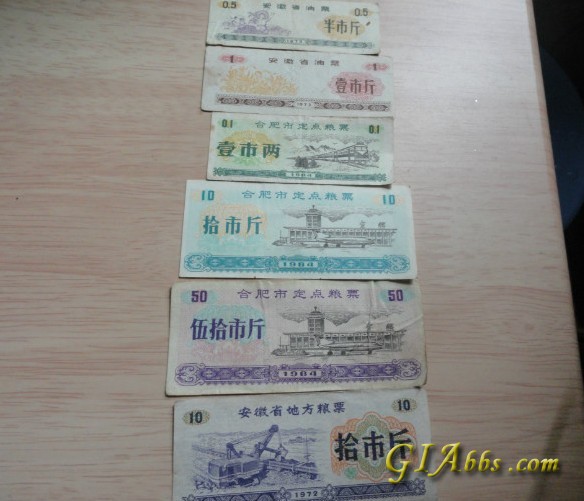 0.5 安徽省油票 0.5
半市斤
1 安徽省油票 1
壹市斤
合肥市定点粮票
0.1 0.1
壹市两
1984
10 合肥市定点粮票 10
拾市斤
1984
50 合肥市定点粮票 50
伍拾市斤
1984
10 安徽省地方粮票 10
拾市斤
1972
GIAbbs.com